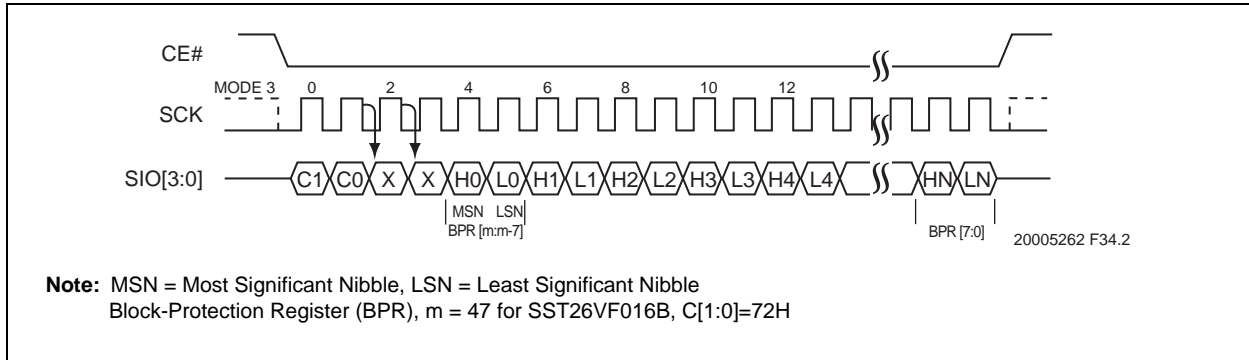 CE#
MODE 3 0 2 4 6 8 10 12
SCK
SIO[3:0] C1 C0 X X H0 L0 H1 L1 H2 L2 H3 L3 H4 L4 HN LN
MSN LSN
BPR [m:m-7] BPR [7:0]
20005262 F34.2
Note: MSN = Most Significant Nibble, LSN = Least Significant Nibble
Block-Protection Register (BPR), m = 47 for SST26VF016B, C[1:0]=72H